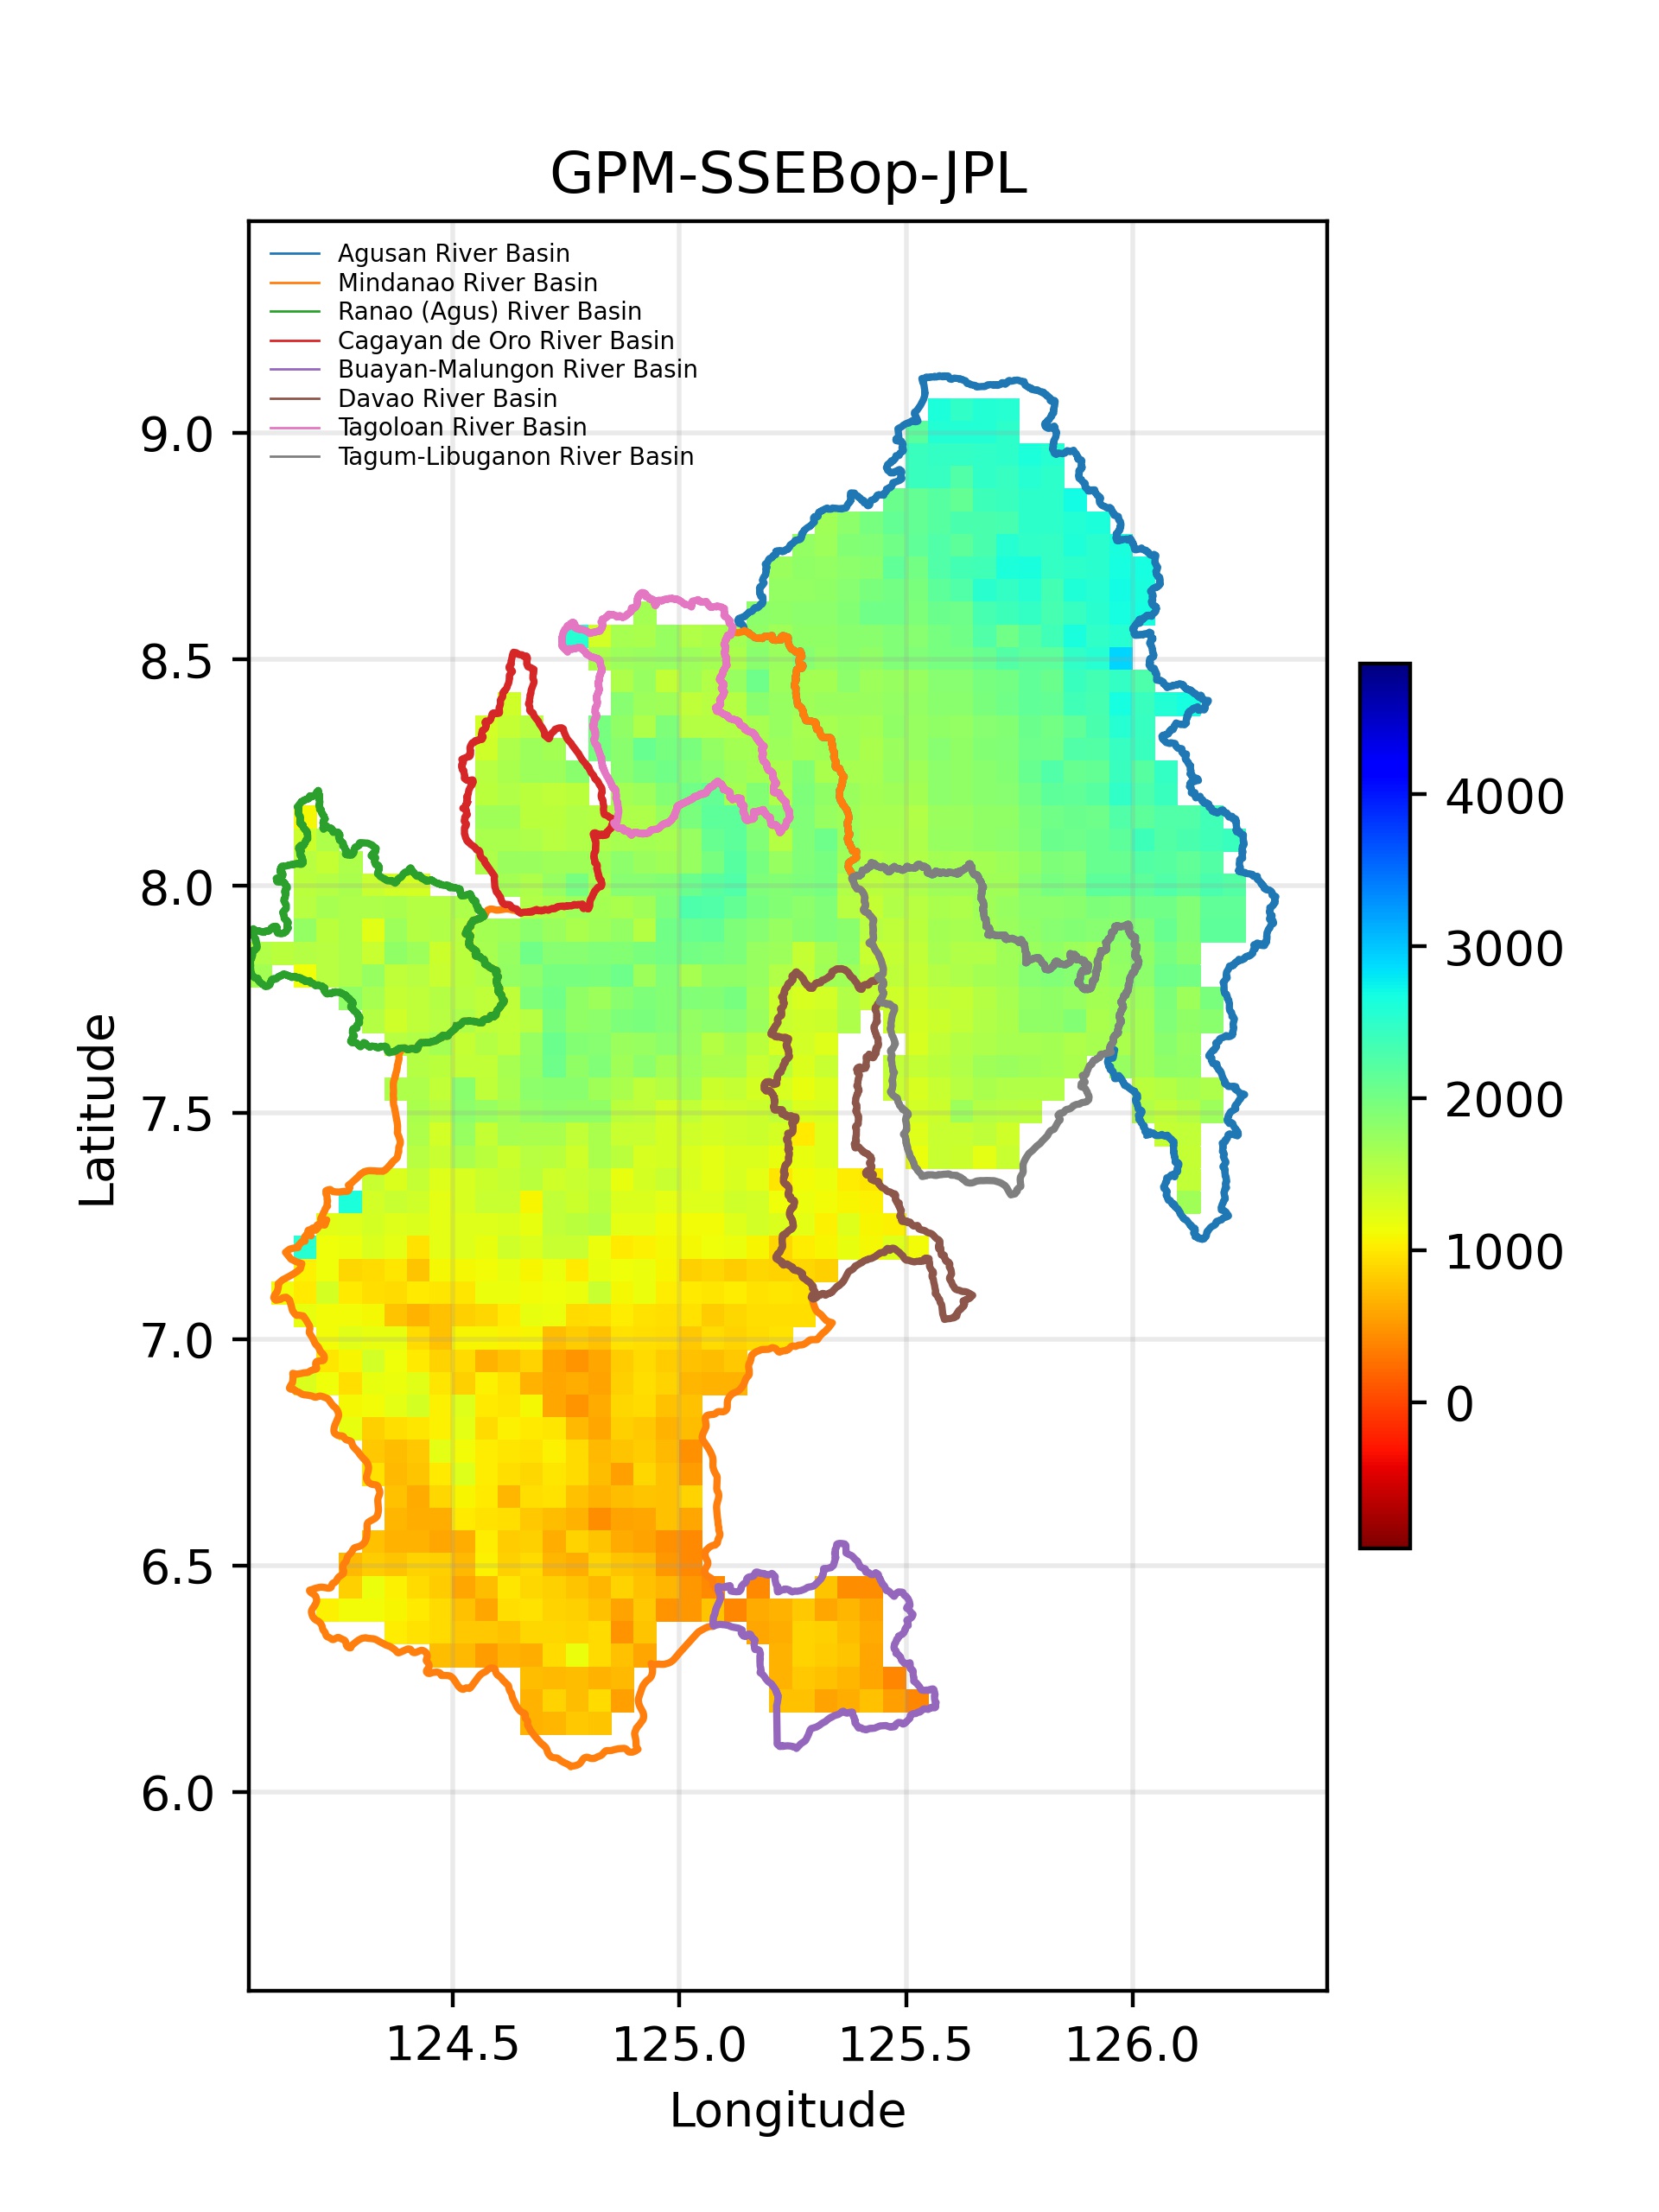 GPM-SSEBop-JPL
Agusan River Basin
Mindanao River Basin
Ranao (Agus) River Basin
Cagayan de Oro River Basin
Buayan-Malungon River Basin
Davao River Basin
Tagoloan River Basin
Tagum-Libuganon River Basin
9.0
8.5
8.0
7.5
7.0
6.5
6.0
Latitude
124.5 125.0 125.5 126.0
Longitude
4000
3000
2000
1000
0